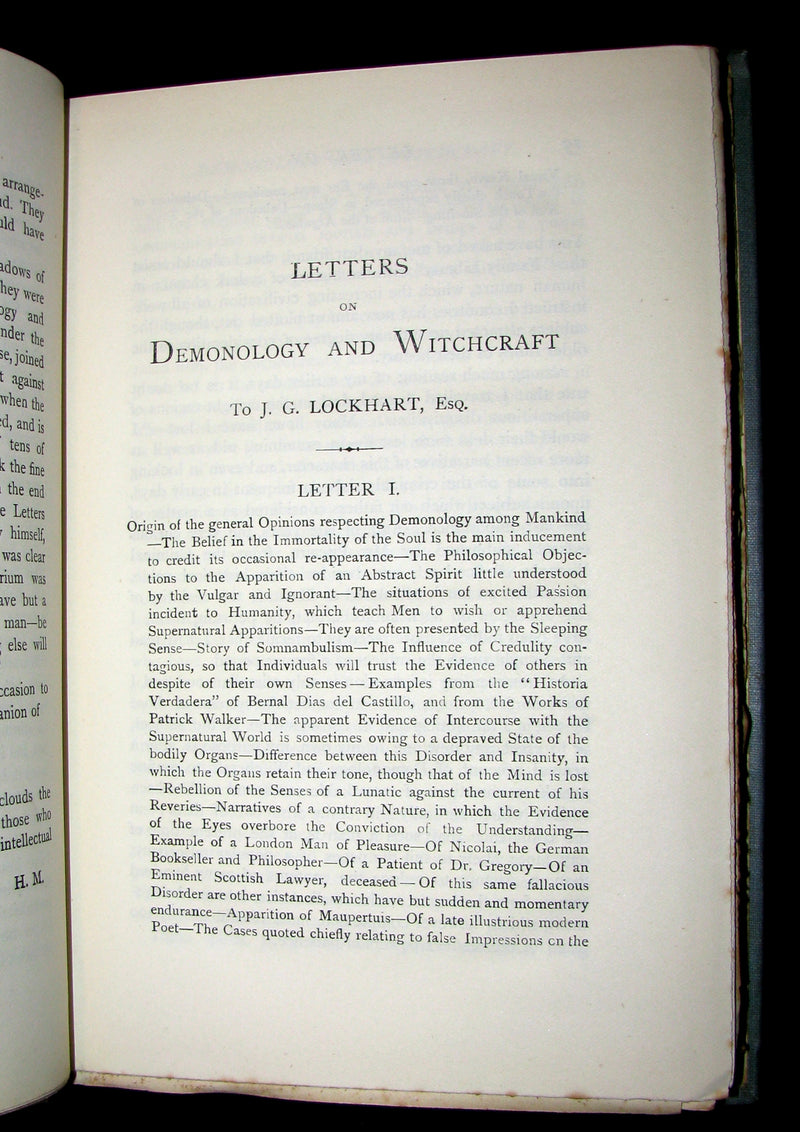 arrange-
d. They
uld have
adows of
hey were
ogy and
nder the
se, joined
t against
when the
d, and is
tens of
k the fine
the end
e Letters
himself,
was clear
rium was
ave but a
man—be
else will
ccasion to
anion of
clouds the
those who
intellectual
H. M.
LETTERS
ON
DEMONOLOGY AND WITCHCRAFT
To J. G. LOCKHART, Esq.
LETTER I.
Origin of the general Opinions respecting Demonology among Mankind
—The Belief in the Immortality of the Soul is the main inducement
to credit its occasional re-appearance—The Philosophical Objec-
tions to the Apparition of an Abstract Spirit little understood
by the Vulgar and Ignorant—The situations of excited Passion
incident to Humanity, which teach Men to wish or apprehend
Supernatural Apparitions—They are often presented by the Sleeping
Sense—Story of Somnambulism—The Influence of Credulity con-
tagious, so that Individuals will trust the Evidence of others in
despite of their own Senses—Examples from the “Historia
Verdadera” of Bernal Dias del Castillo, and from the Works of
Patrick Walker—The apparent Evidence of Intercourse with the
Supernatural World is sometimes owing to a depraved State of the
bodily Organs—Difference between this Disorder and Insanity, in
which the Organs retain their tone, though that of the Mind is lost
—Rebellion of the Senses of a Lunatic against the current of his
Reveries—Narratives of a contrary Nature, in which the Evidence
of the Eyes overbore the Conviction of the Understanding—
Example of a London Man of Pleasure—Of Nicolai, the German
Bookseller and Philosopher—Of a Patient of Dr. Gregory—Of an
Eminent Scottish Lawyer, deceased—Of this same fallacious
Disorder are other instances, which have but sudden and momentary
endurance—Apparition of Maupertuis—Of a late illustrious modern
Poet—The Cases quoted chiefly relating to false Impressions on the